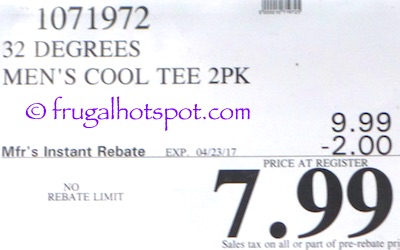 1071972
32 DEGREES
MEN'S COOL TEE 2PK
© frugalhotspot.com
9.99
Mfr's Instant Rebate EXP. 04/23/17 -2.00
PRICE AT REGISTER
NO
REBATE LIMIT
7.99
Sales tax on all or part of pre-rebate